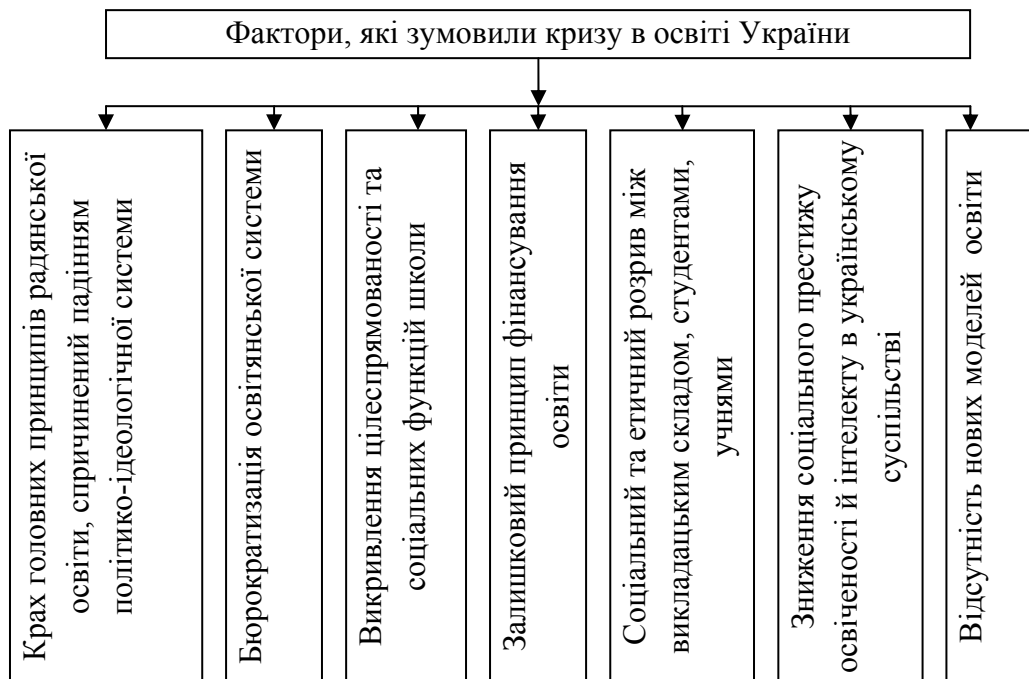 Фактори, які зумовили кризу в освіті України
Крах головних принципів радянської
освіти, спричинений падінням
політико-ідеологічної системи
Бюрократизація освітянської системи
Викривлення цілеспрямованості та
соціальних функцій школи
Залишковий принцип фінансування
освіти
Соціальний та етичний розрив між
викладацьким складом, студентами,
учнями
Зниження соціального престижу
освіченості й інтелекту в українському
суспільстві
Відсутність нових моделей освіти